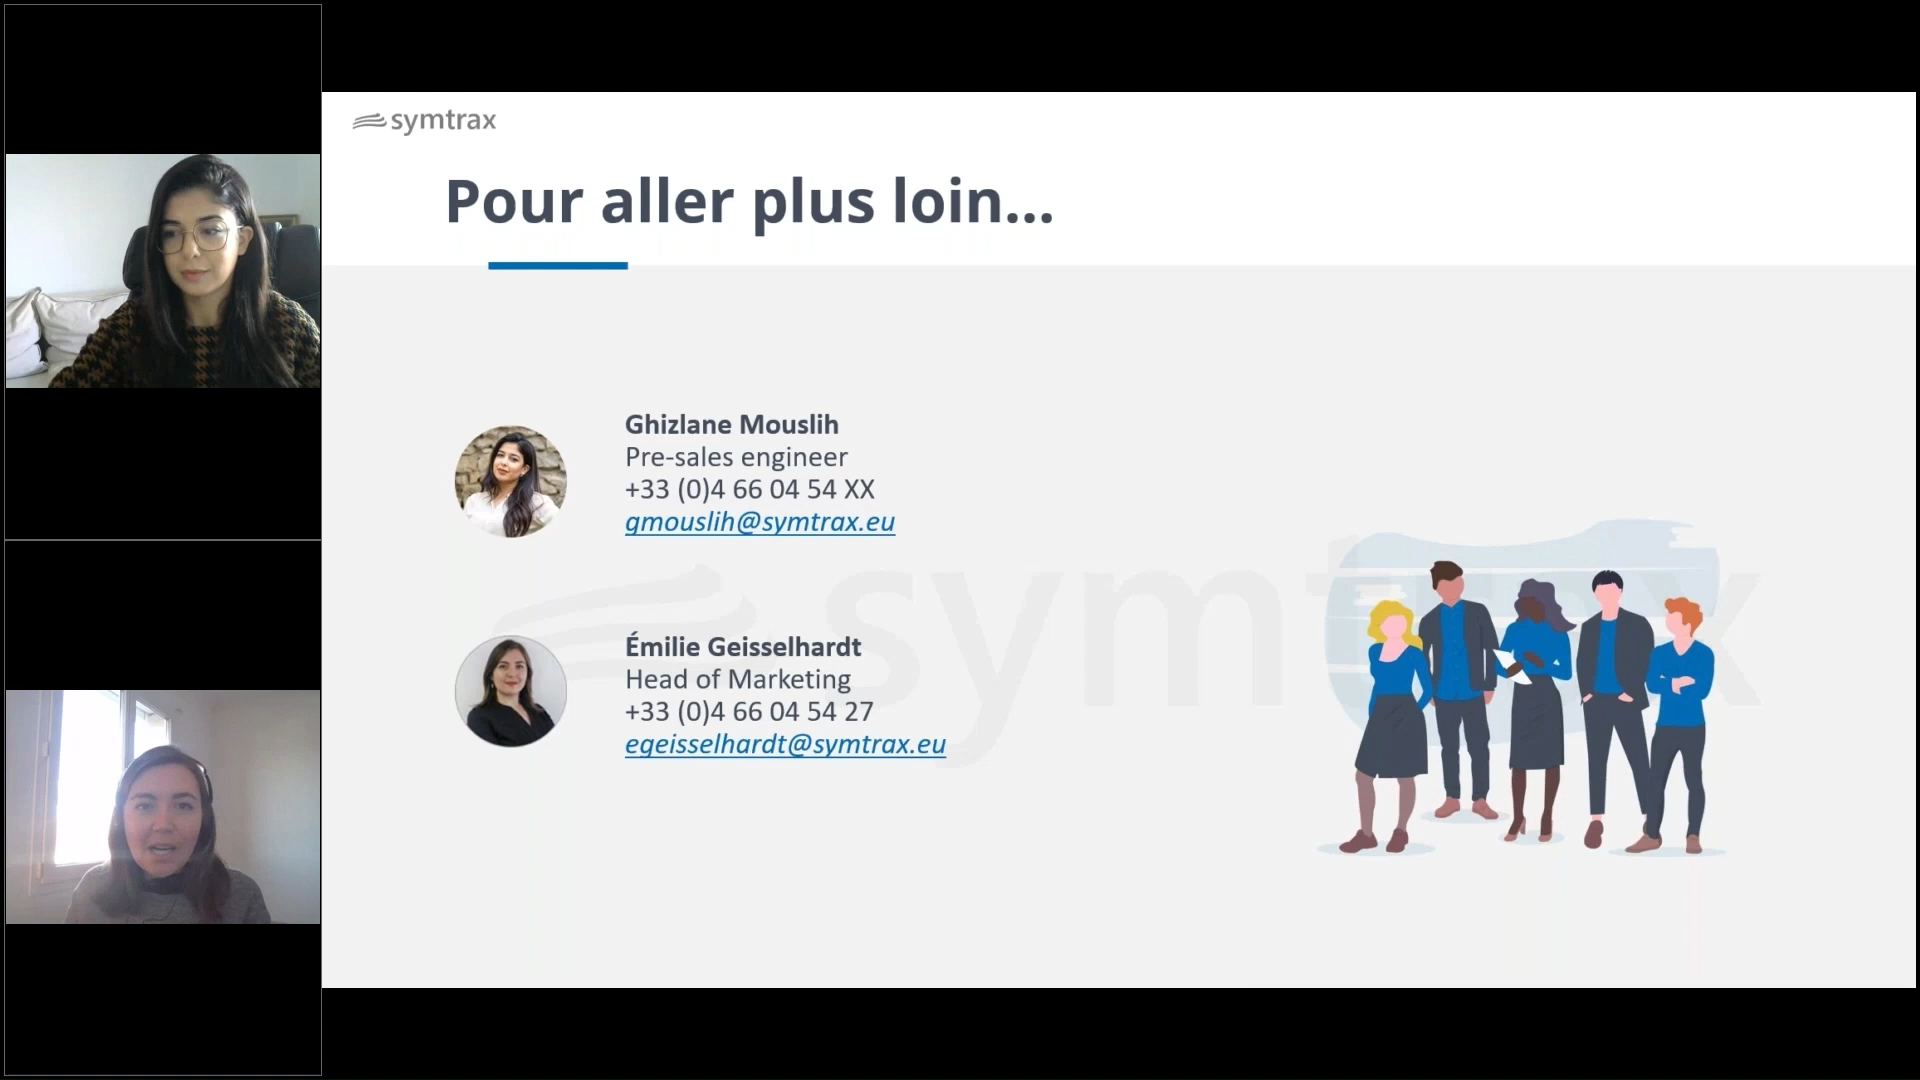 symtrax
Pour aller plus loin...
Ghizlane Mouslih
Pre-sales engineer
+33 (0)4 66 04 54 XX
gmouslih@symtrax.eu
symtrax
Émilie Geisselhardt
Head of Marketing
+33 (0)4 66 04 54 27
egeisselhardt@symtrax.eu